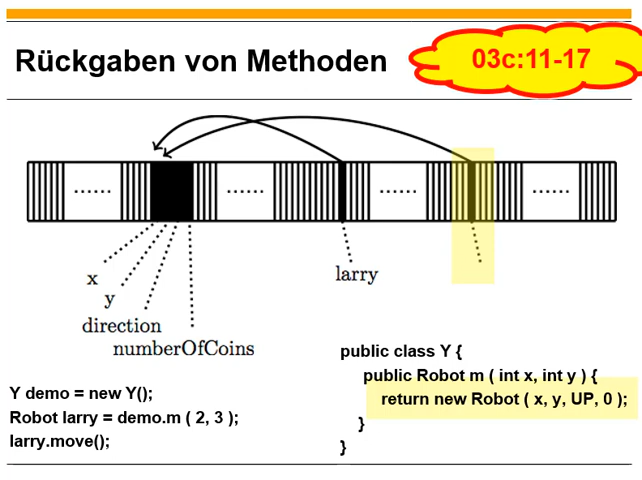 Rückgaben von Methoden
03c:11-17
...... ...... ...... ......
x
y
direction
numberOfCoins
larry
Y demo = new Y();
Robot larry = demo.m ( 2, 3 );
larry.move();
public class Y {
public Robot m ( int x, int y ) {
return new Robot ( x, y, UP, 0 );
}
}